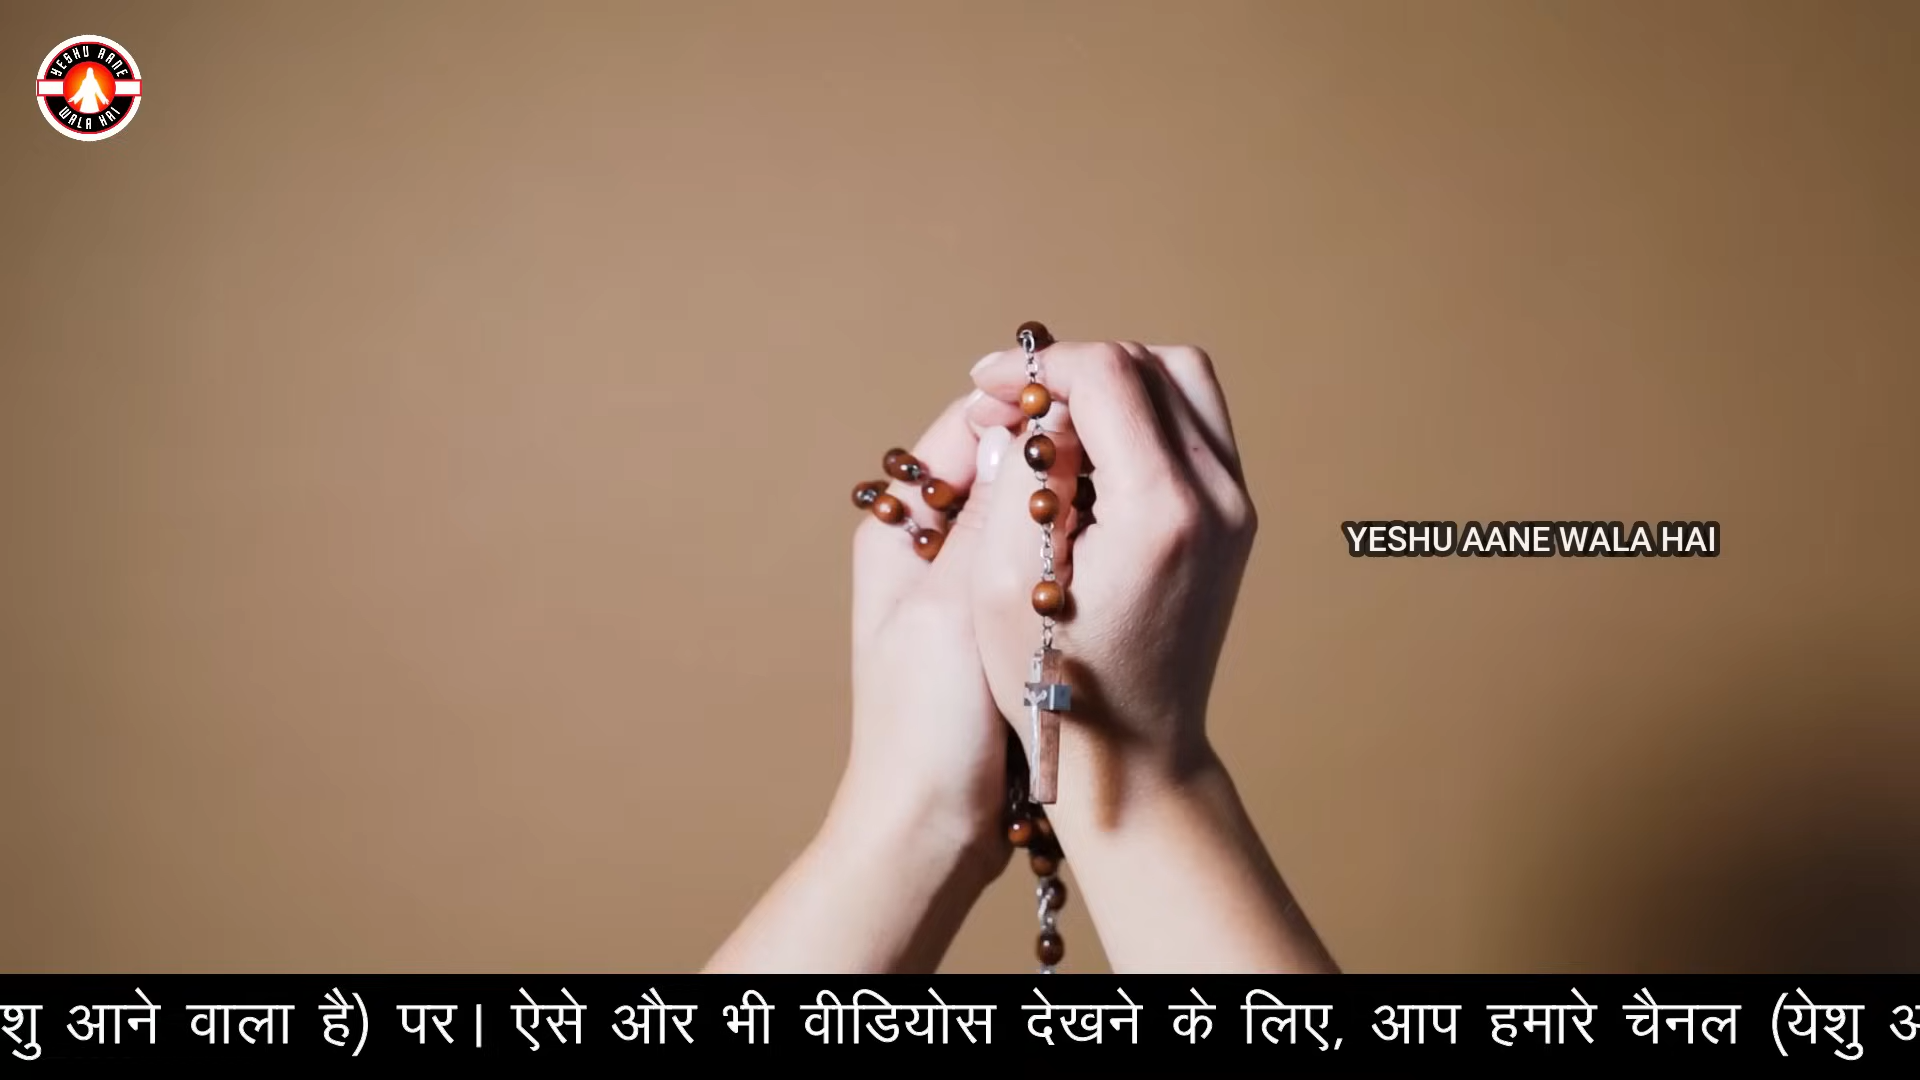 YESHU AANE
WALA HAI
YESHU AANE WALA HAI
शु आने वाला है) पर। ऐसे और भी वीडियोस देखने के लिए, आप हमारे चैनल (येशु